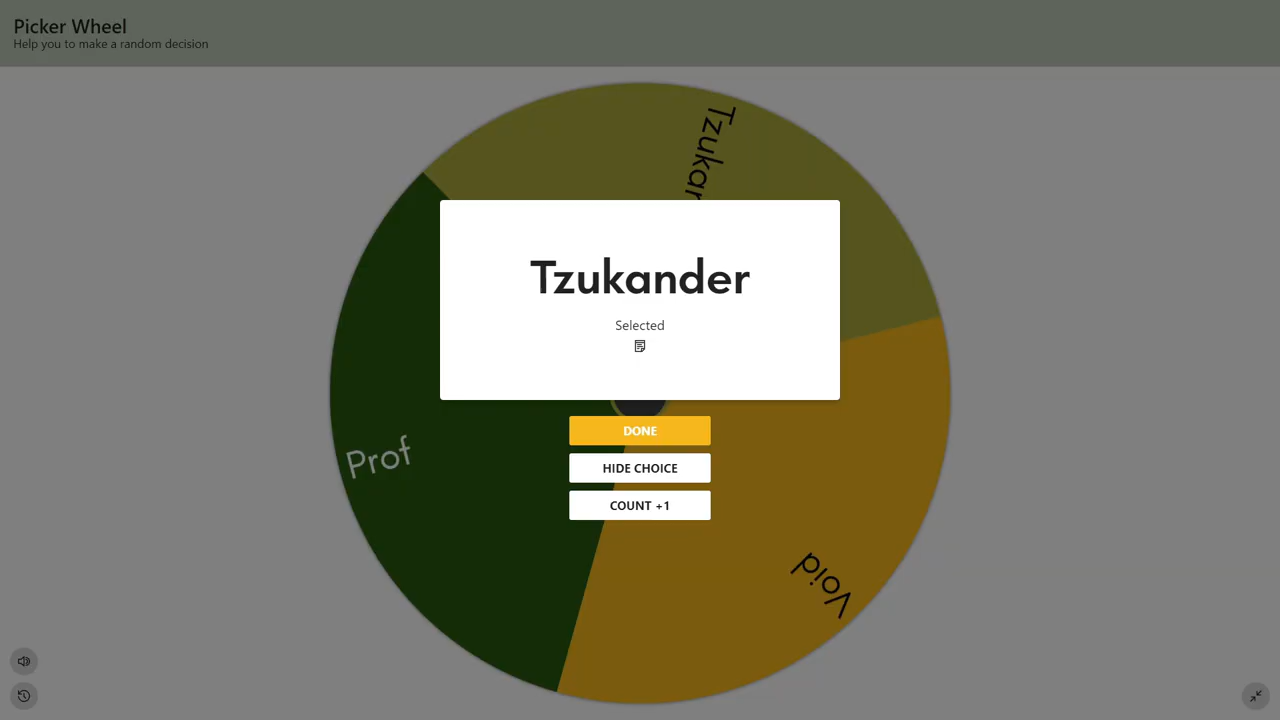 Picker Wheel
Help you to make a random decision
Tzukar
Tzukander
Selected
DONE
HIDE CHOICE
COUNT +1
Prof
Void